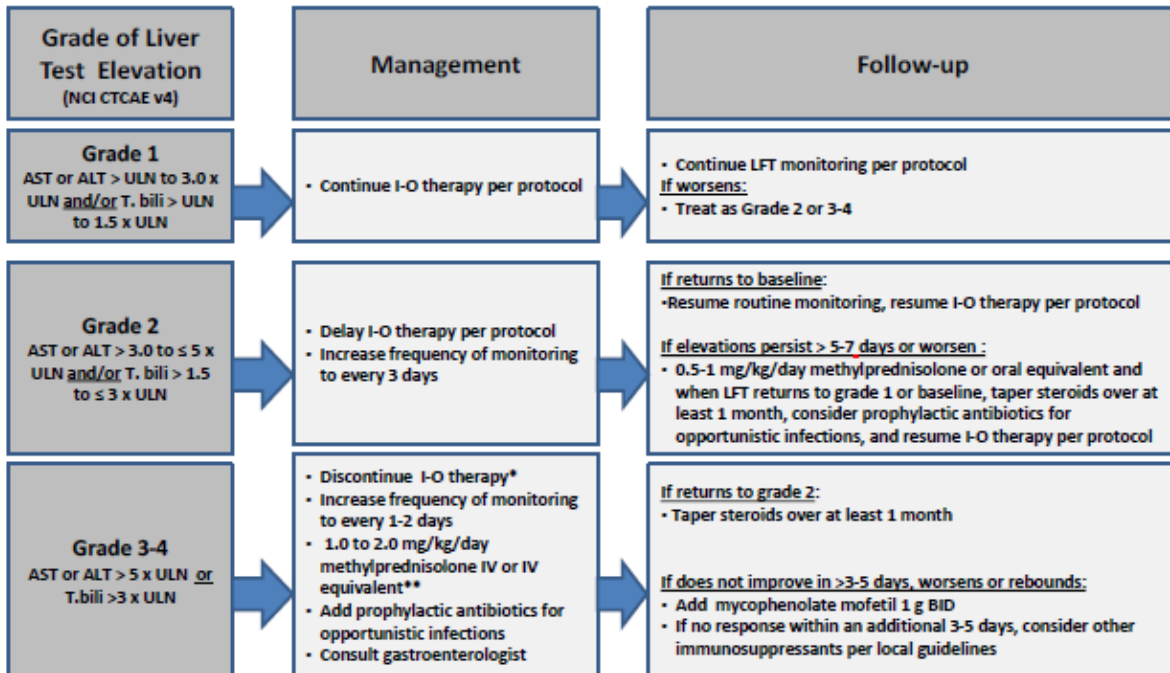 Grade of Liver
Test Elevation
(NCI CTCAE v4)
Management
Follow-up
Grade 1
AST or ALT > ULN to 3.0 x
ULN and/or T. bili > ULN
to 1.5 x ULN
• Continue I-O therapy per protocol
• Continue LFT monitoring per protocol
If worsens:
• Treat as Grade 2 or 3-4
Grade 2
AST or ALT > 3.0 to ≤ 5 x
ULN and/or T. bili > 1.5
to ≤ 3 x ULN
• Delay I-O therapy per protocol
• Increase frequency of monitoring
to every 3 days
If returns to baseline:
•Resume routine monitoring, resume I-O therapy per protocol
If elevations persist > 5-7 days or worsen :
• 0.5-1 mg/kg/day methylprednisolone or oral equivalent and
when LFT returns to grade 1 or baseline, taper steroids over at
least 1 month, consider prophylactic antibiotics for
opportunistic infections, and resume I-O therapy per protocol
Grade 3-4
AST or ALT > 5 x ULN or
T.bili >3 x ULN
• Discontinue I-O therapy*
• Increase frequency of monitoring
to every 1-2 days
• 1.0 to 2.0 mg/kg/day
methylprednisolone IV or IV
equivalent**
• Add prophylactic antibiotics for
opportunistic infections
• Consult gastroenterologist
If returns to grade 2:
• Taper steroids over at least 1 month
If does not improve in >3-5 days, worsens or rebounds:
• Add mycophenolate mofetil 1 g BID
• If no response within an additional 3-5 days, consider other
immunosuppressants per local guidelines